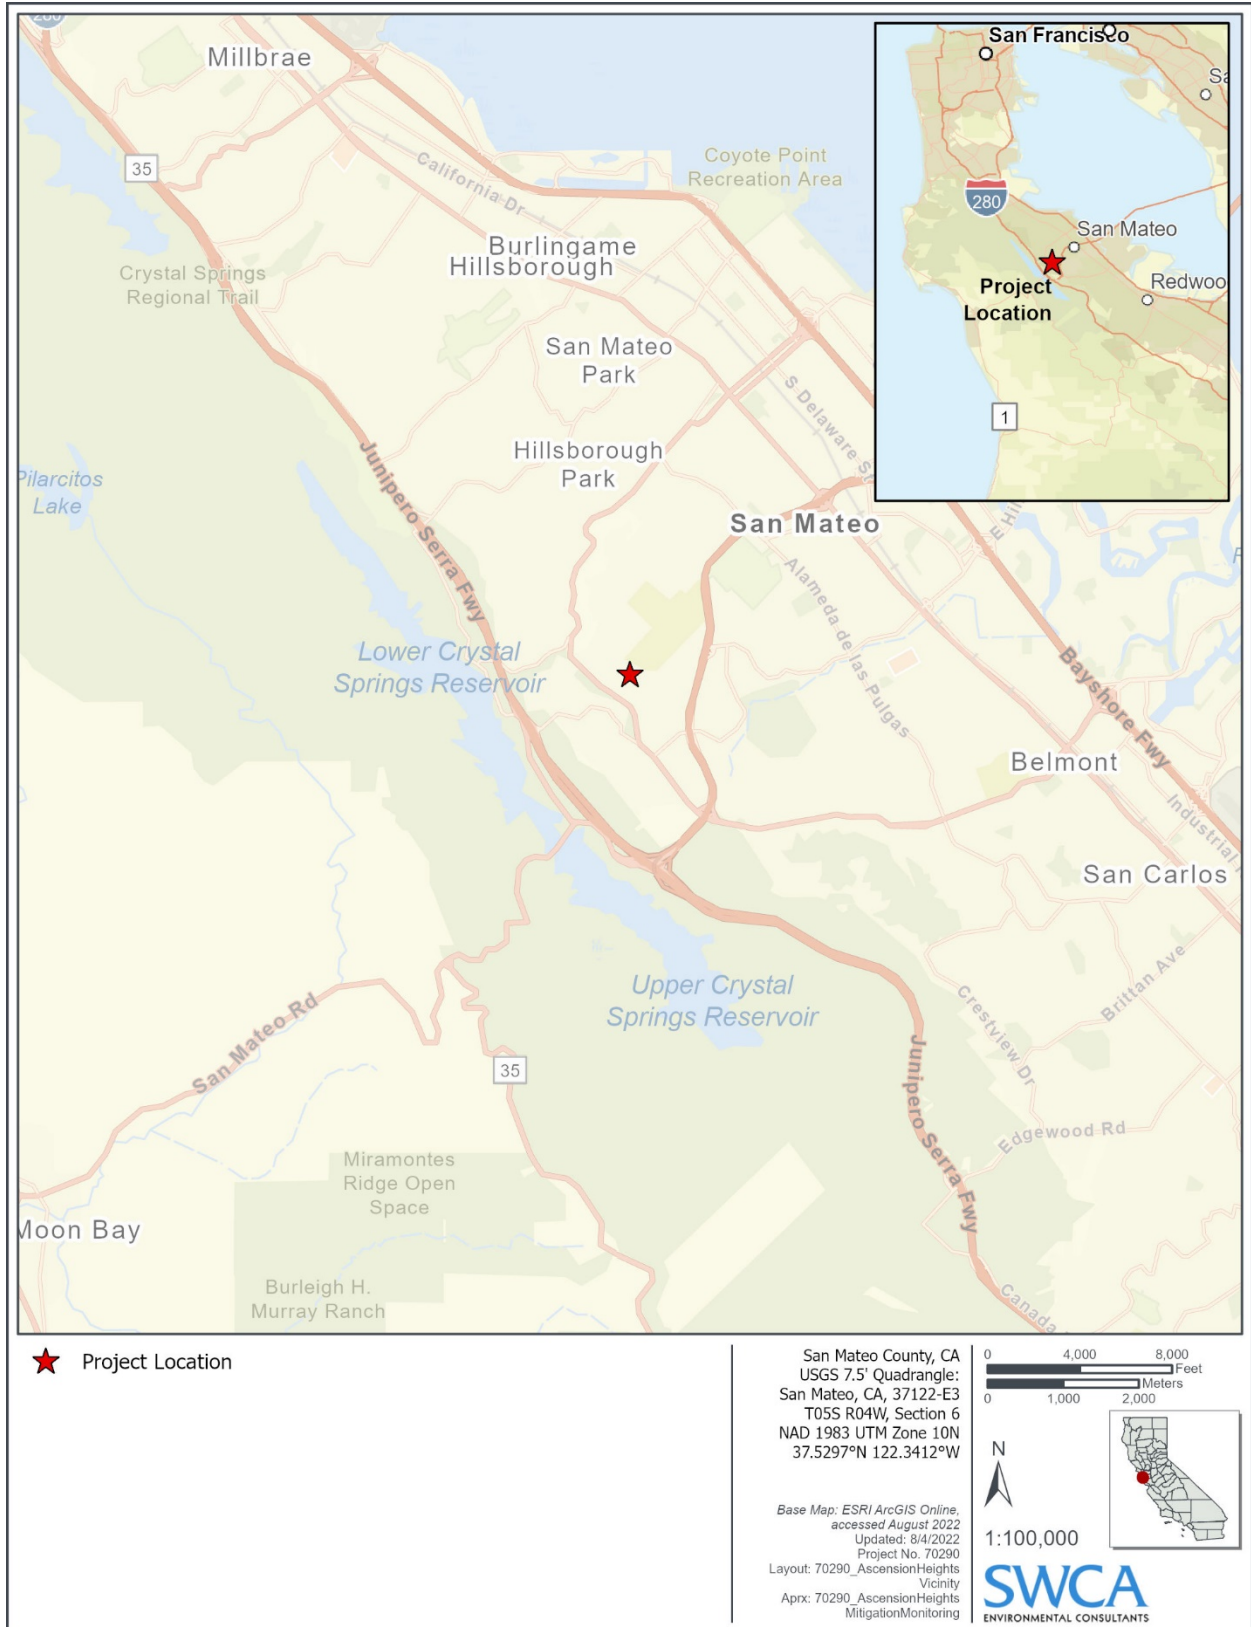 280
Millbrae
35
California Dr
Coyote Point
Recreation Area
Burlingame
Hillsborough
Crystal Springs
Regional Trail
San Mateo
Park
S Delaware St
Hillsborough
Park
Pilarcitos
Lake
Junipero Serra Fwy
San Mateo
E Hil
Alameda de las Pulgas
Lower Crystal
Springs Reservoir
Bayshore Fwy
Belmont
Industrial
San Carlos
Upper Crystal
Springs Reservoir
Brittan Ave
Crestview Dr
San Mateo Rd
35
Junipero Serra Fwy
Edgewood Rd
Miramontes
Ridge Open
Space
Moon Bay
Burleigh H.
Murray Ranch
Canada
San Francisco
Sa
280
San Mateo
Redwoo
Project
Location
1
Project Location
San Mateo County, CA
USGS 7.5' Quadrangle:
San Mateo, CA, 37122-E3
T05S R04W, Section 6
NAD 1983 UTM Zone 10N
37.5297°N 122.3412°W
Base Map: ESRI ArcGIS Online,
accessed August 2022
Updated: 8/4/2022
Project No. 70290
Layout: 70290_AscensionHeights
Vicinity
Aprx: 70290_AscensionHeights
MitigationMonitoring
0 4,000 8,000
Feet
Meters
0 1,000 2,000
N
1:100,000
SWCA
ENVIRONMENTAL CONSULTANTS